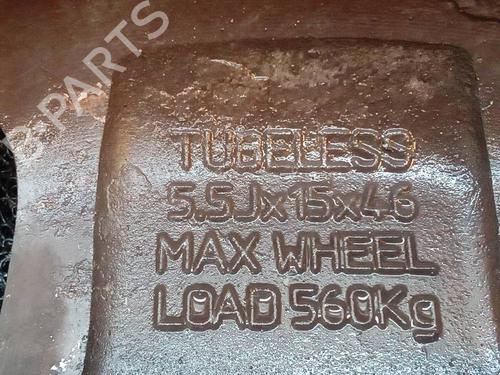 B-PARTS
TUBELESS
5.5Jx15x46
MAX WHEEL
LOAD 560Kg